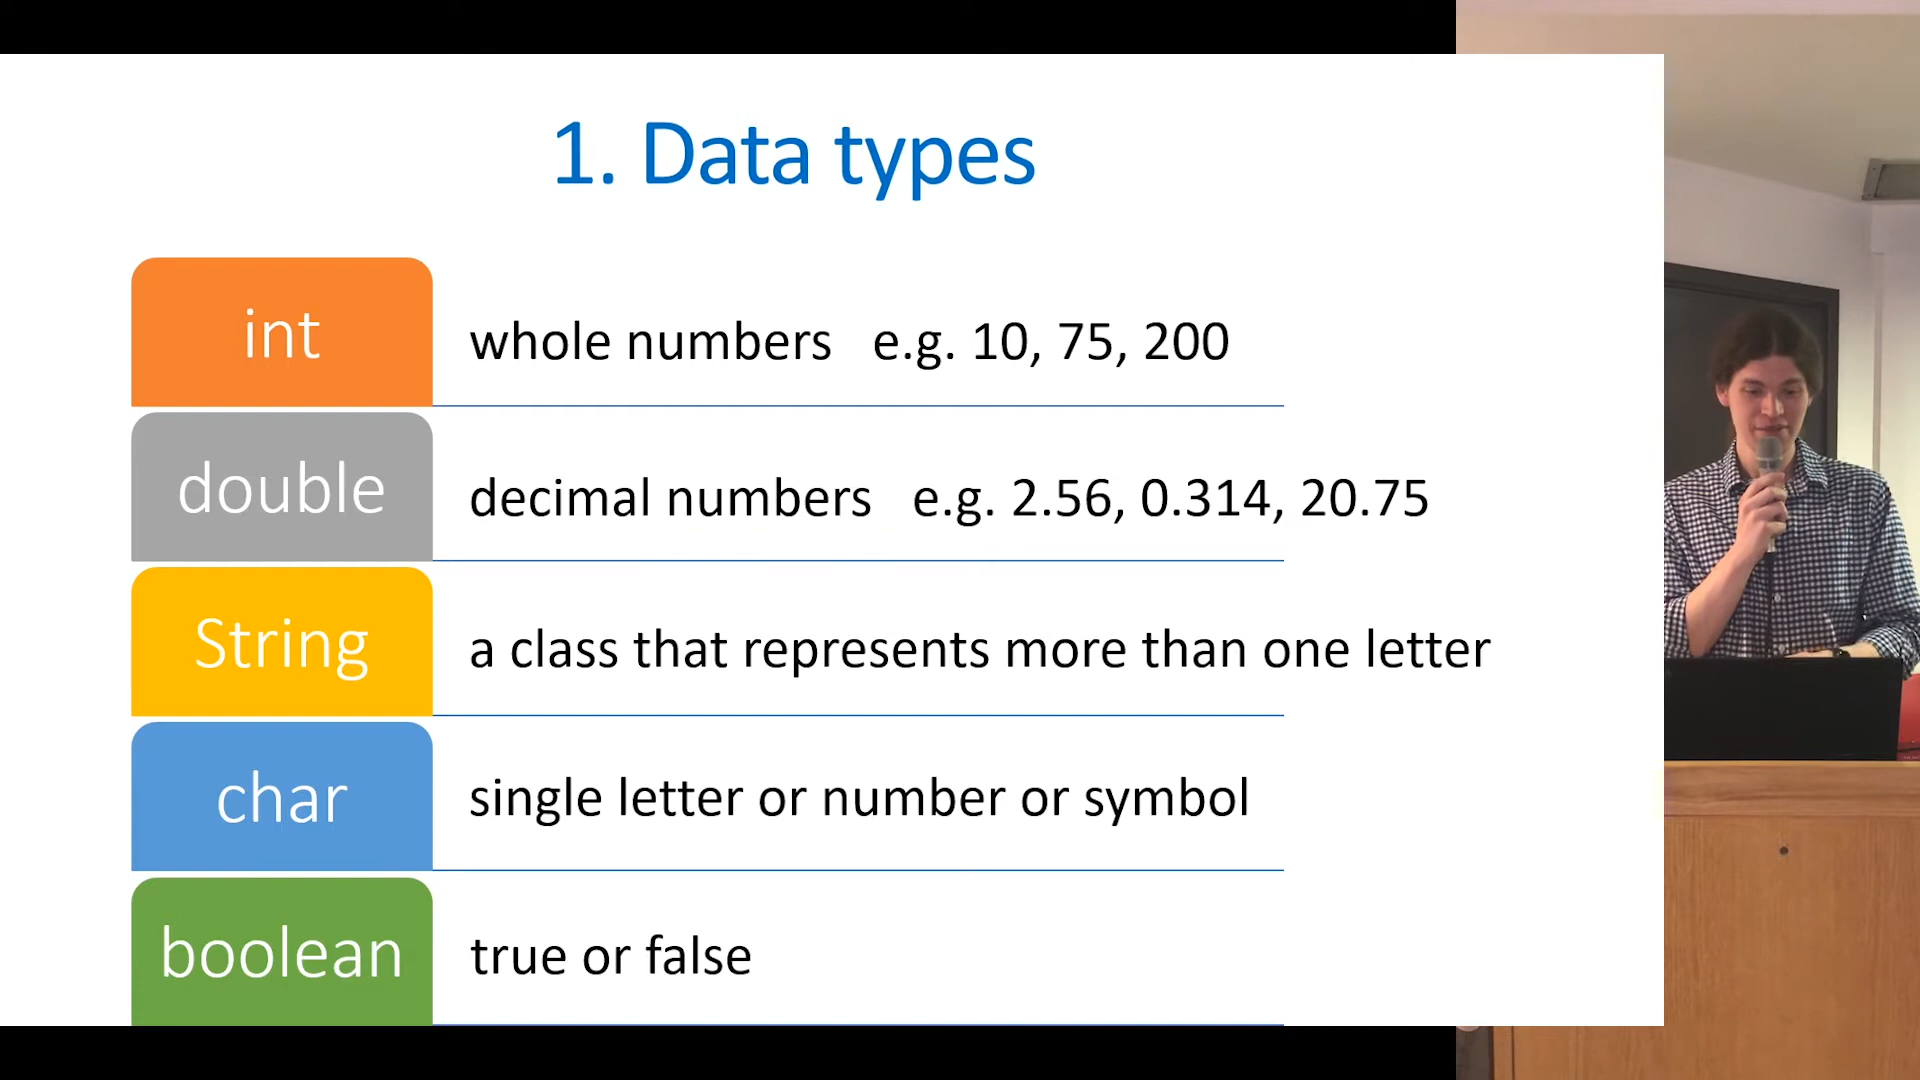 1. Data types
int
whole numbers e.g. 10, 75, 200
double
decimal numbers e.g. 2.56, 0.314, 20.75
String
a class that represents more than one letter
char
single letter or number or symbol
boolean
true or false